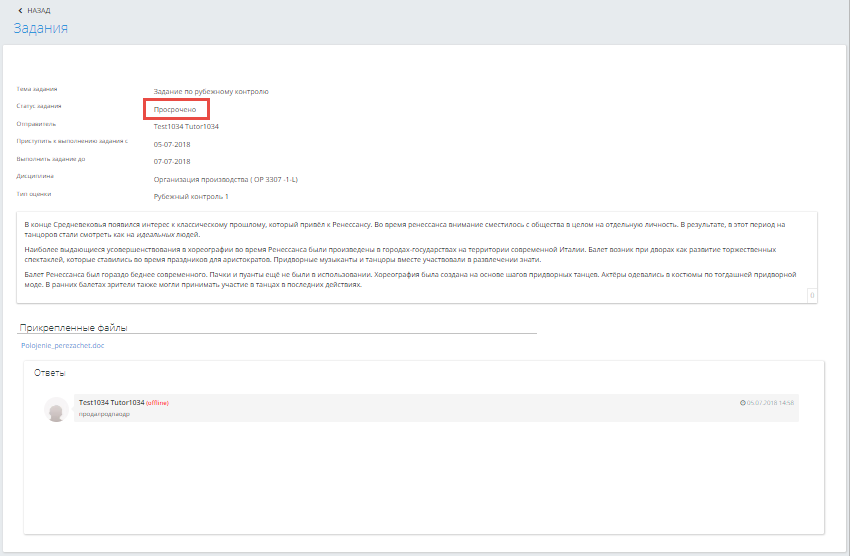 НАЗАД
Задания
Тема задания Задание по рубежному контролю
Статус задания Просрочено
Отправитель Test1034 Tutor1034
Приступить к выполнению задания с 05-07-2018
Выполнить задание до 07-07-2018
Дисциплина Организация производства ( OP 3307 -1-L)
Тип оценки Рубежный контроль 1
В конце Средневековья появился интерес к классическому прошлому, который привёл к Ренессансу. Во время ренессанса внимание сместилось с общества в целом на отдельную личность. В результате, в этот период на
танцоров стали смотреть как на идеальных людей.
Наиболее выдающиеся усовершенствования в хореографии во время Ренессанса были произведены в городах-государствах на территории современной Италии. Балет возник при дворах как развитие торжественных
спектаклей, которые ставились во время праздников для аристократов. Придворные музыканты и танцоры вместе участвовали в развлечении знати.
Балет Ренессанса был гораздо беднее современного. Пачки и пуанты ещё не были в использовании. Хореография была создана на основе шагов придворных танцев. Актёры одевались в костюмы по тогдашней придворной
моде. В ранних балетах зрители также могли принимать участие в танцах в последних действиях.
Прикрепленные файлы
Polojenie_perezachet.doc
Ответы
Test1034 Tutor1034 (offline) 05.07.2018 14:58